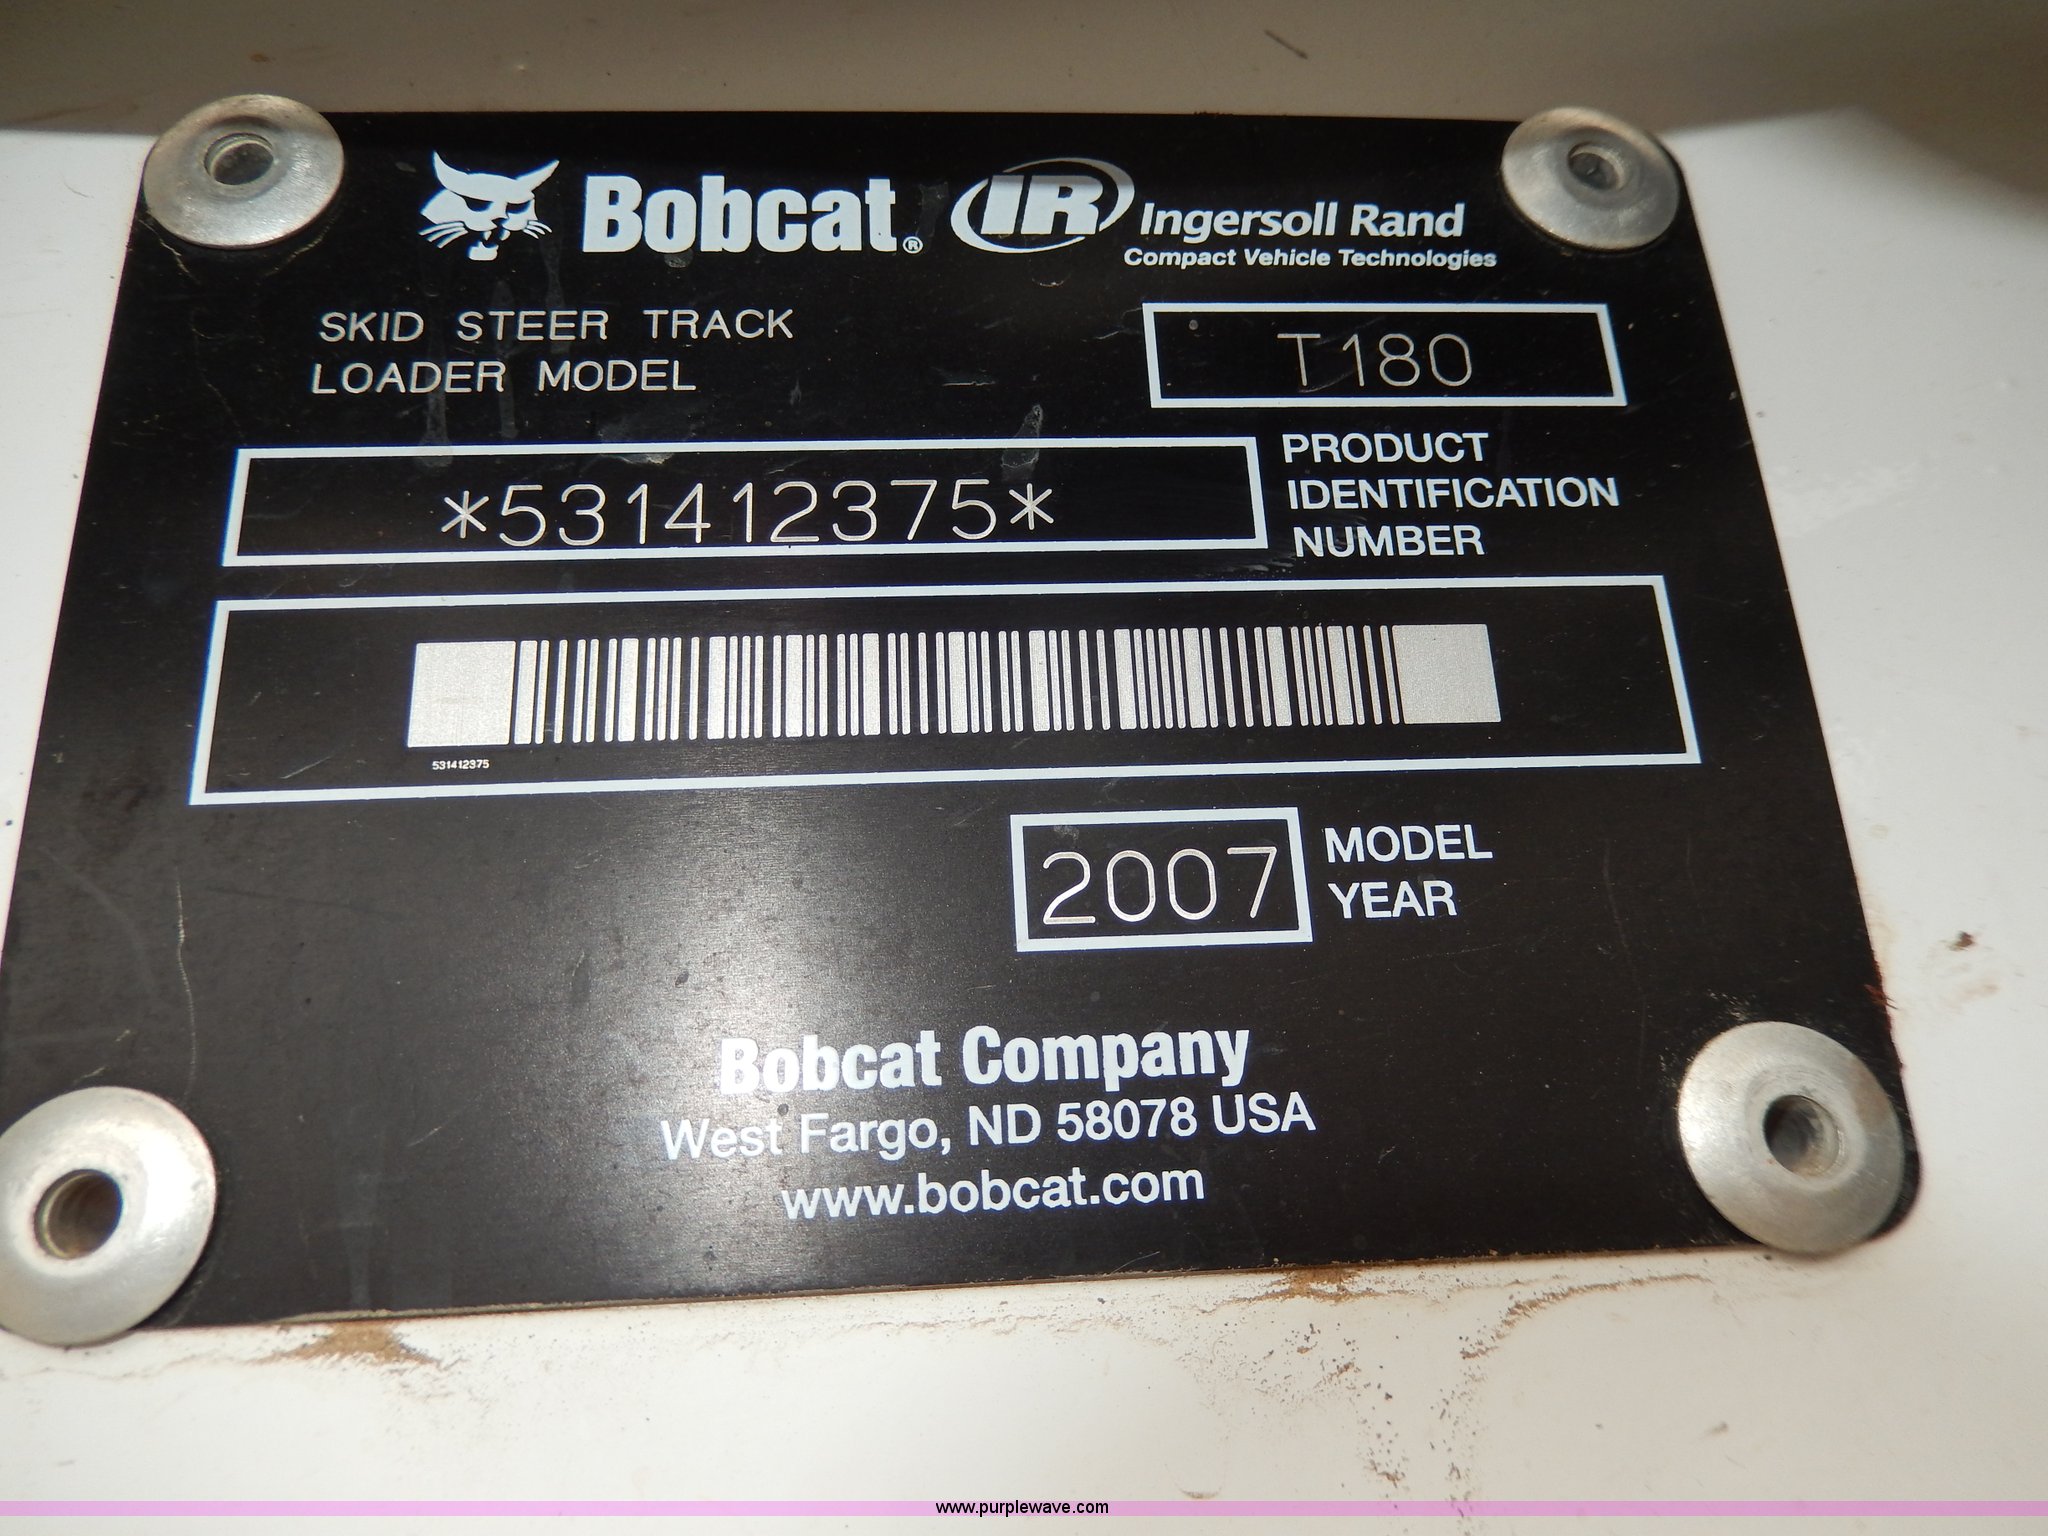 Bobcat® IR Ingersoll Rand
Compact Vehicle Technologies
SKID STEER TRACK
LOADER MODEL
T180
*531412375*
PRODUCT
IDENTIFICATION
NUMBER
531412375
2007
MODEL
YEAR
Bobcat Company
West Fargo, ND 58078 USA
www.bobcat.com
www.purplewave.com